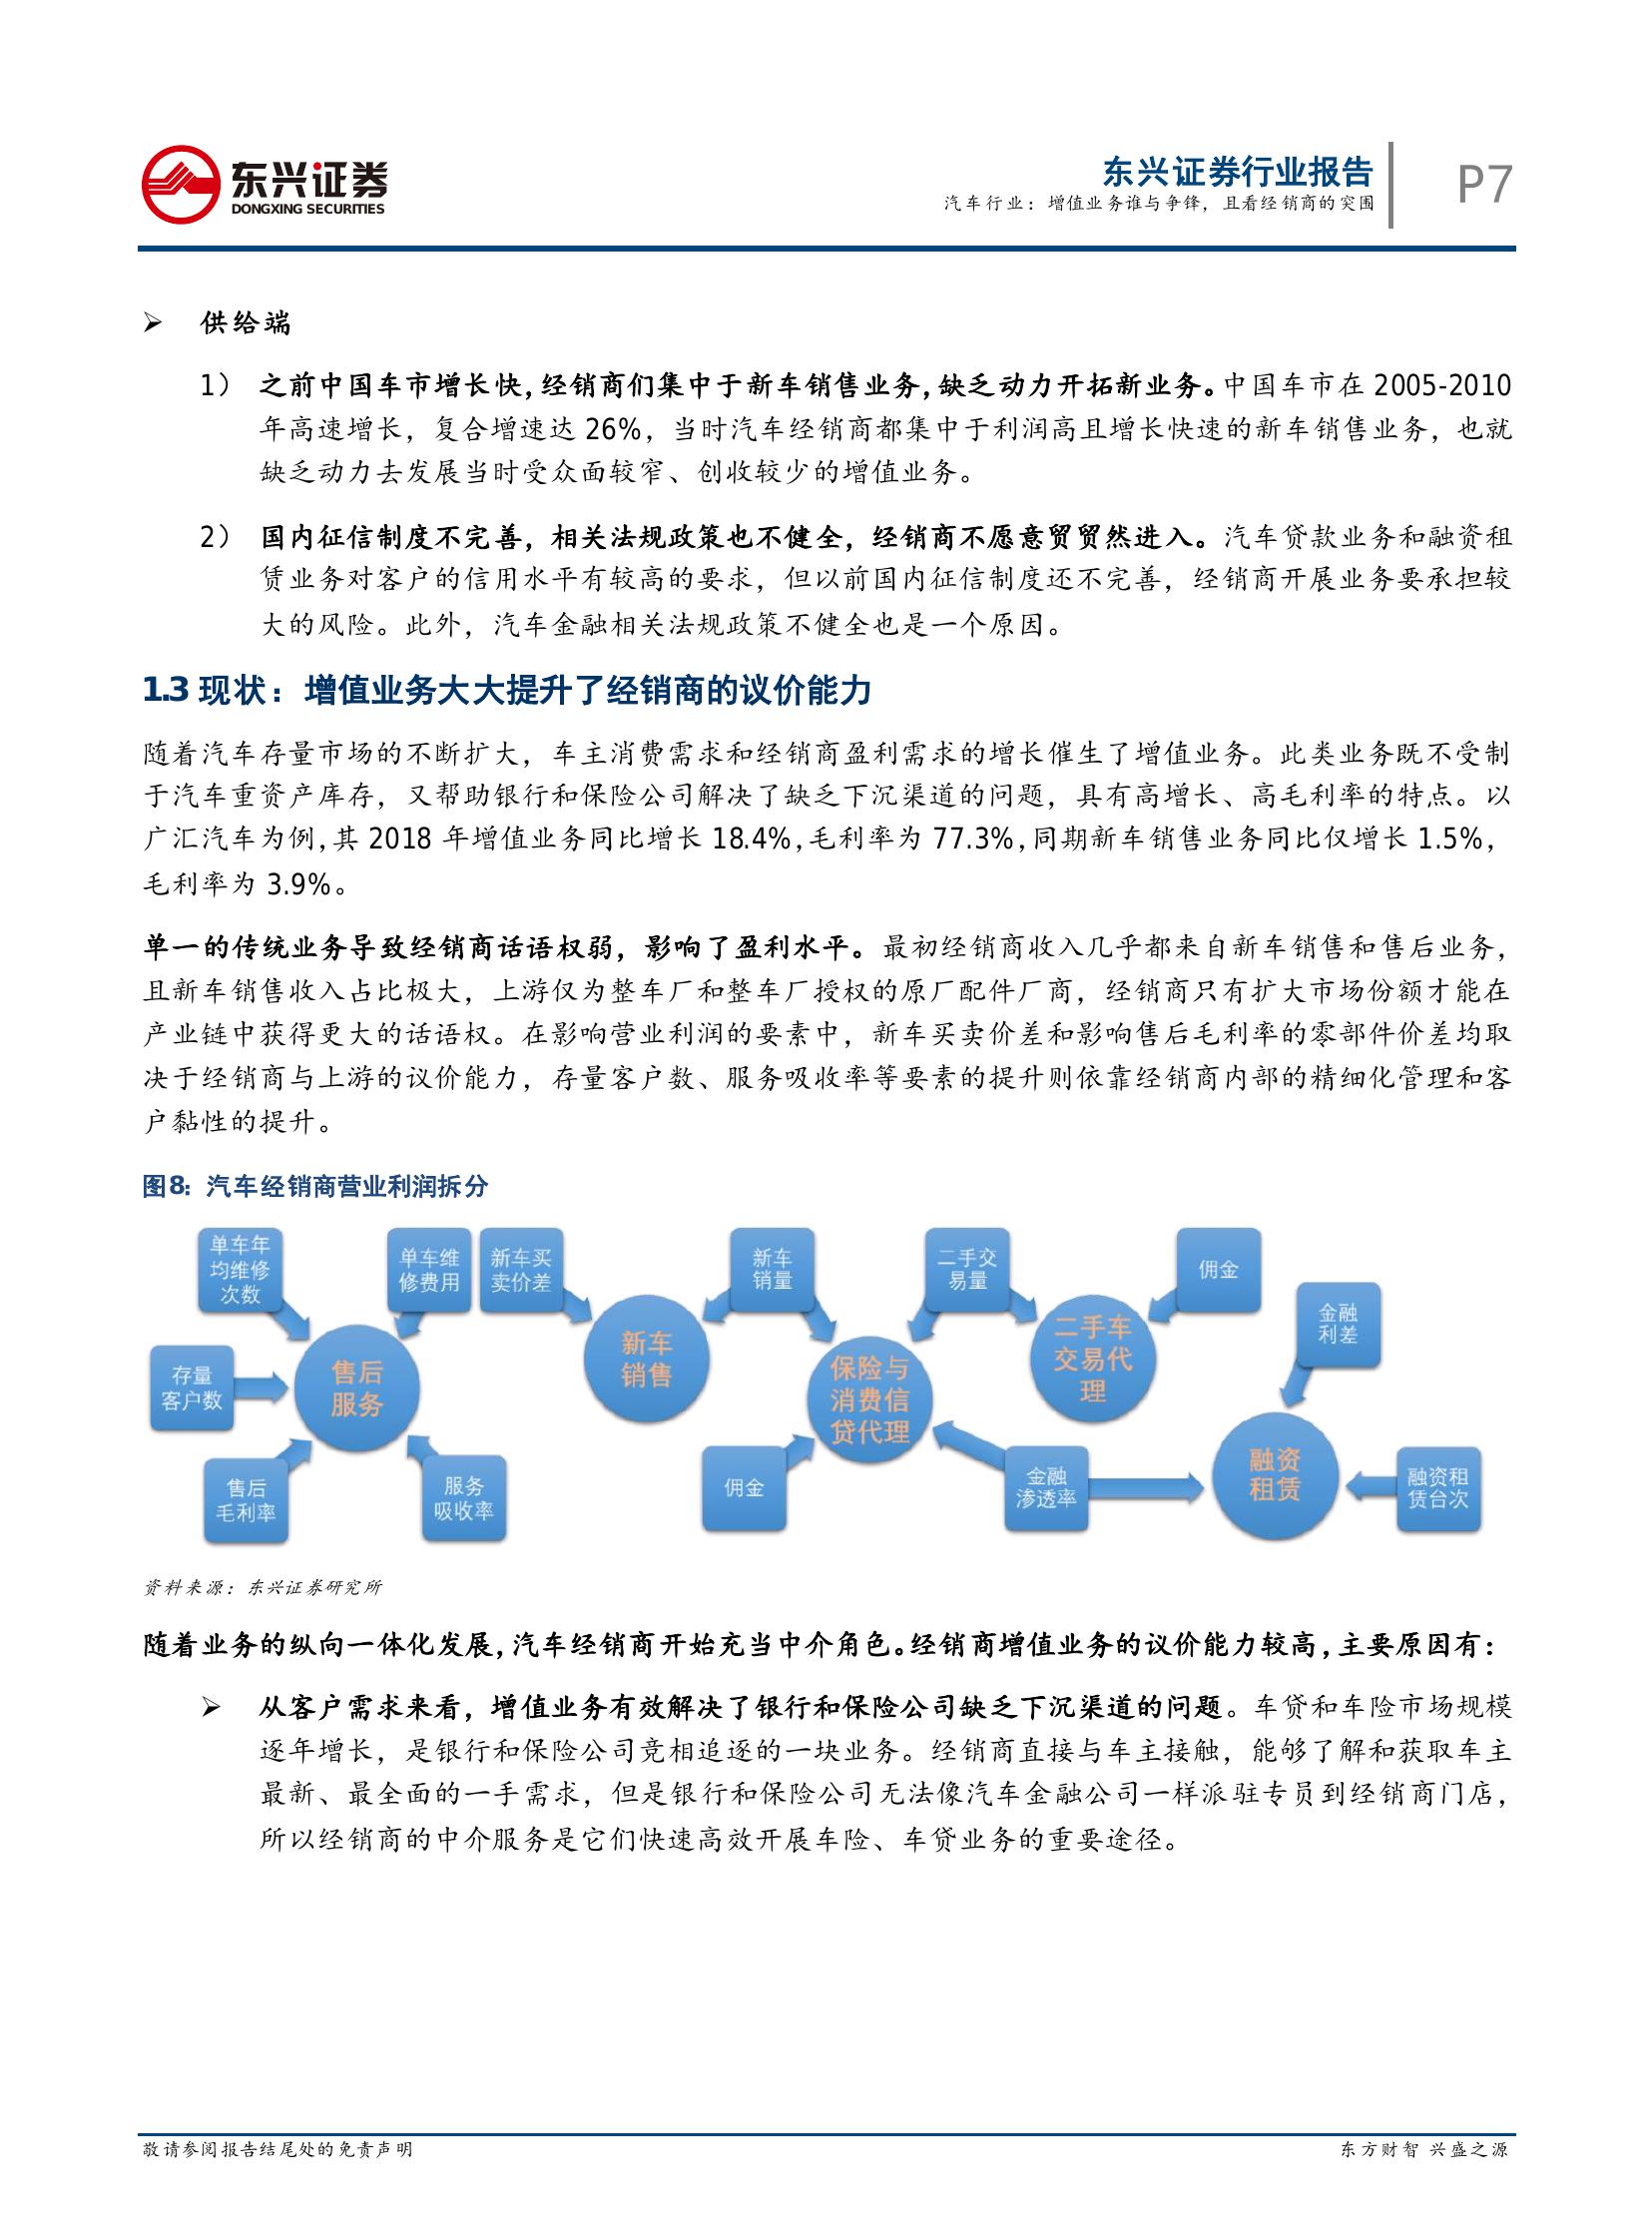 东兴证券
DONGXING SECURITIES
东兴证券行业报告
汽车行业：增值业务谁与争锋，且看经销商的突围
P7
➢ 供给端
1） 之前中国车市增长快，经销商们集中于新车销售业务，缺乏动力开拓新业务。中国车市在 2005-2010
年高速增长，复合增速达 26%，当时汽车经销商都集中于利润高且增长快速的新车销售业务，也就
缺乏动力去发展当时受众面较窄、创收较少的增值业务。
2） 国内征信制度不完善，相关法规政策也不健全，经销商不愿意贸贸然进入。汽车贷款业务和融资租
赁业务对客户的信用水平有较高的要求，但以前国内征信制度还不完善，经销商开展业务要承担较
大的风险。此外，汽车金融相关法规政策不健全也是一个原因。
1.3 现状：增值业务大大提升了经销商的议价能力
随着汽车存量市场的不断扩大，车主消费需求和经销商盈利需求的增长催生了增值业务。此类业务既不受制
于汽车重资产库存，又帮助银行和保险公司解决了缺乏下沉渠道的问题，具有高增长、高毛利率的特点。以
广汇汽车为例，其 2018 年增值业务同比增长 18.4%，毛利率为 77.3%，同期新车销售业务同比仅增长 1.5%，
毛利率为 3.9%。
单一的传统业务导致经销商话语权弱，影响了盈利水平。最初经销商收入几乎都来自新车销售和售后业务，
且新车销售收入占比极大，上游仅为整车厂和整车厂授权的原厂配件厂商，经销商只有扩大市场份额才能在
产业链中获得更大的话语权。在影响营业利润的要素中，新车买卖价差和影响售后毛利率的零部件价差均取
决于经销商与上游的议价能力，存量客户数、服务吸收率等要素的提升则依靠经销商内部的精细化管理和客
户黏性的提升。
图8：汽车经销商营业利润拆分
单车年
均维修
次数
单车维
修费用
新车买
卖价差
新车
销量
二手交
易量
佣金
金融
利差
存量
客户数
售后
服务
新车
销售
保险与
消费信
贷代理
二手车
交易代
理
融资
租赁
售后
毛利率
服务
吸收率
佣金
金融
渗透率
融资租
赁台次
资料来源：东兴证券研究所
随着业务的纵向一体化发展，汽车经销商开始充当中介角色。经销商增值业务的议价能力较高，主要原因有：
➢ 从客户需求来看，增值业务有效解决了银行和保险公司缺乏下沉渠道的问题。车贷和车险市场规模
逐年增长，是银行和保险公司竞相追逐的一块业务。经销商直接与车主接触，能够了解和获取车主
最新、最全面的一手需求，但是银行和保险公司无法像汽车金融公司一样派驻专员到经销商门店，
所以经销商的中介服务是它们快速高效开展车险、车贷业务的重要途径。
敬请参阅报告结尾处的免责声明
东方财智 兴盛之源